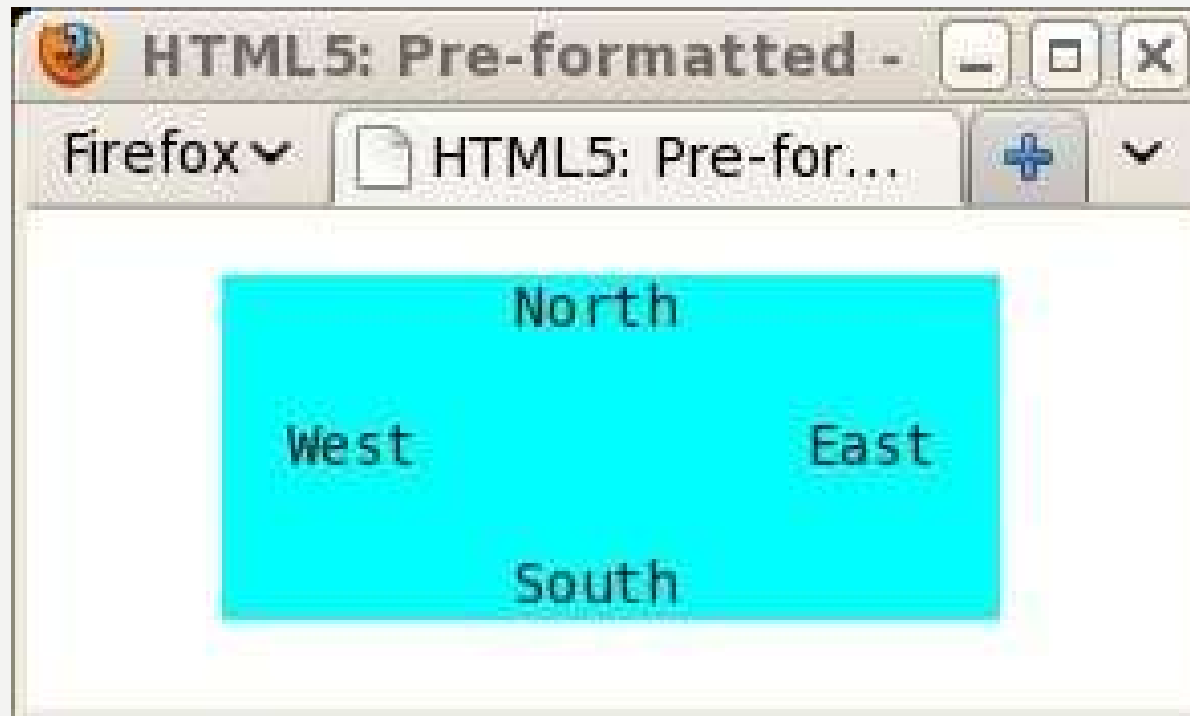 HTML5: Pre-formatted -
Firefox
HTML5: Pre-for...
North
West East
South